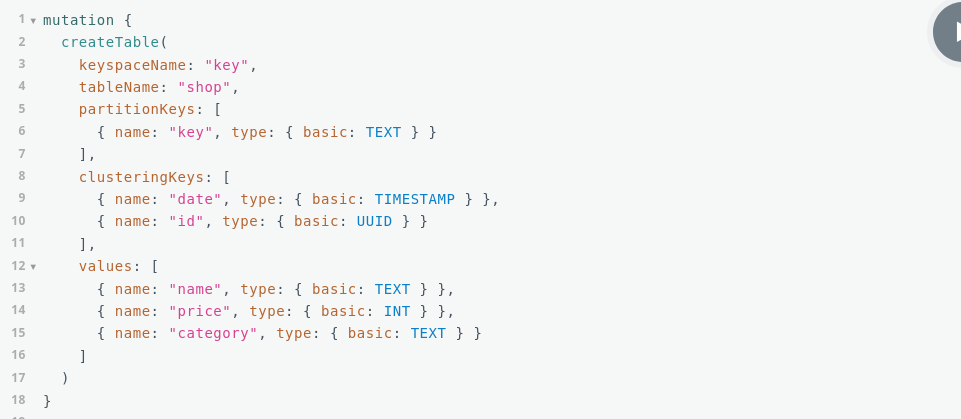 1 mutation {
2 createTable(
3 keyspaceName: "key",
4 tableName: "shop",
5 partitionKeys: [
6 { name: "key", type: { basic: TEXT } }
7 ],
8 clusteringKeys: [
9 { name: "date", type: { basic: TIMESTAMP } },
10 { name: "id", type: { basic: UUID } }
11 ],
12 values: [
13 { name: "name", type: { basic: TEXT } },
14 { name: "price", type: { basic: INT } },
15 { name: "category", type: { basic: TEXT } }
16 ]
17 )
18 }